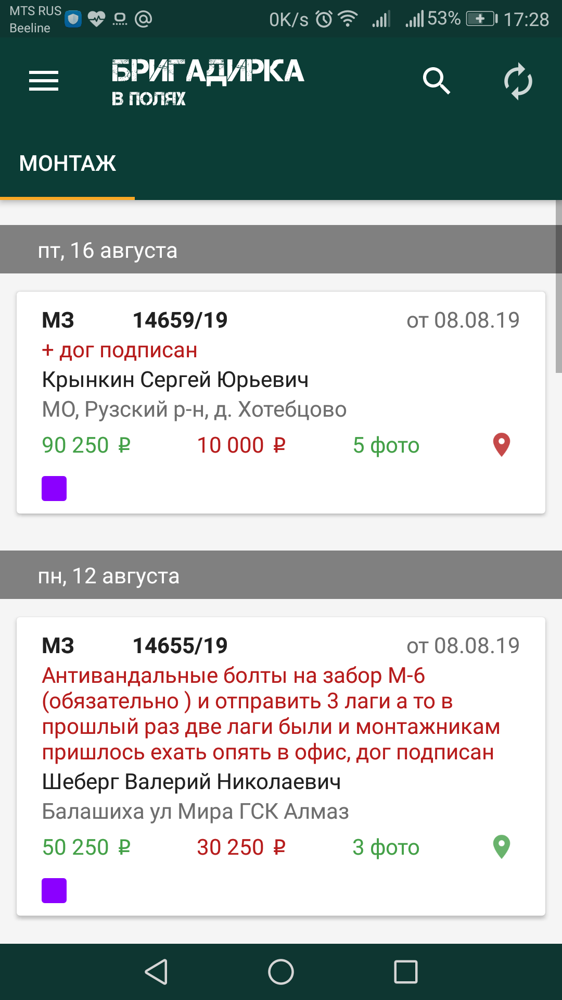 MTS RUS
Beeline
0K/s 53% 17:28
БРИГАДИРКА
В ПОЛЯХ
МОНТАЖ
пт, 16 августа
МЗ 14659/19 от 08.08.19
+ дог подписан
Крынкин Сергей Юрьевич
МО, Рузский р-н, д. Хотебцово
90 250 ₽ 10 000 ₽ 5 фото
пн, 12 августа
МЗ 14655/19 от 08.08.19
Антивандальные болты на забор М-6
(обязательно ) и отправить 3 лаги а то в
прошлый раз две лаги были и монтажникам
пришлось ехать опять в офис, дог подписан
Шеберг Валерий Николаевич
Балашиха ул Мира ГСК Алмаз
50 250 ₽ 30 250 ₽ 3 фото